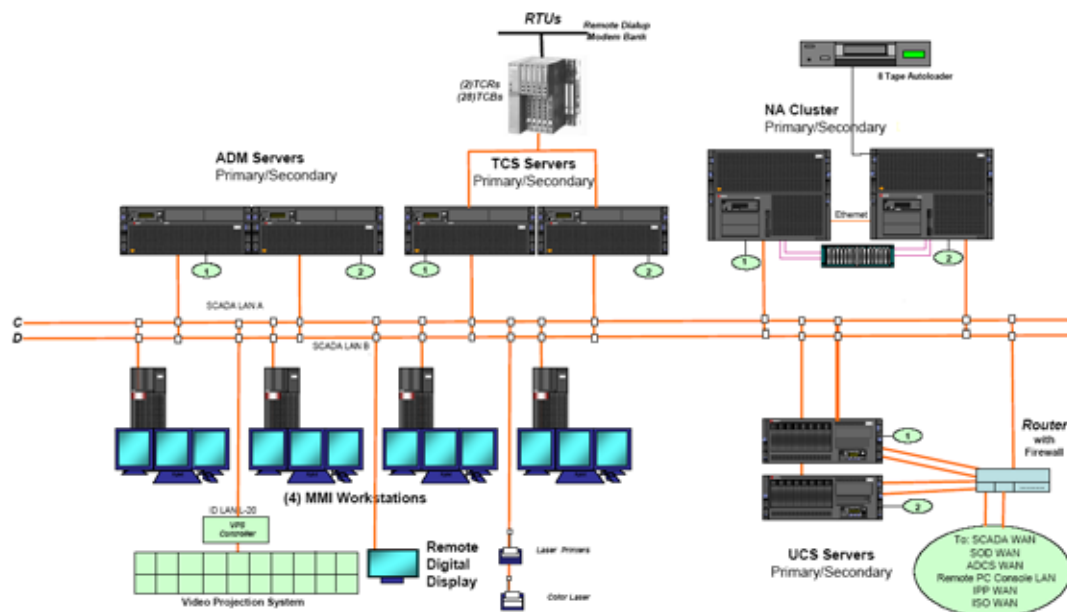 RTUs
Remote Dialup
Modem Bank
(2)TCRs
(28)TCBs
8 Tape Autoloader
NA Cluster
Primary/Secondary
ADM Servers
Primary/Secondary
TCS Servers
Primary/Secondary
Ethernet
1
2
1
2
1
2
SCADA LAN A
C
D
SCADA LAN B
(4) MMI Workstations
ID LAN L-20
VPS
Controller
Video Projection System
Remote
Digital
Display
Laser Printers
Color Laser
1
2
UCS Servers
Primary/Secondary
Router
with
Firewall
To: SCADA WAN
SOD WAN
ADCS WAN
Remote PC Console LAN
IPP WAN
ISO WAN